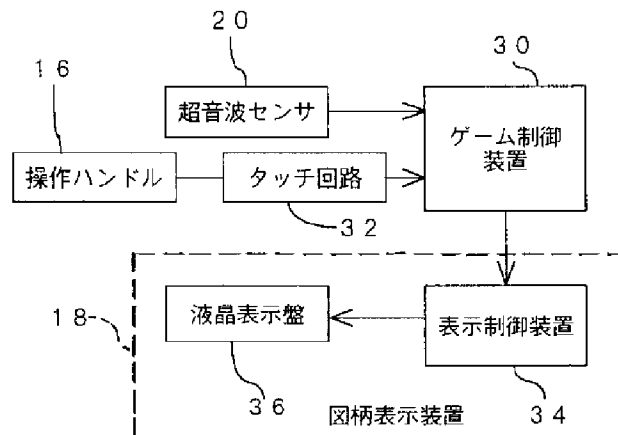 ２０
３０
１６
超音波センサ
ゲーム制御
装置
操作ハンドル
タッチ回路
３２
１８
液晶表示盤
表示制御装置
３６
図柄表示装置
３４